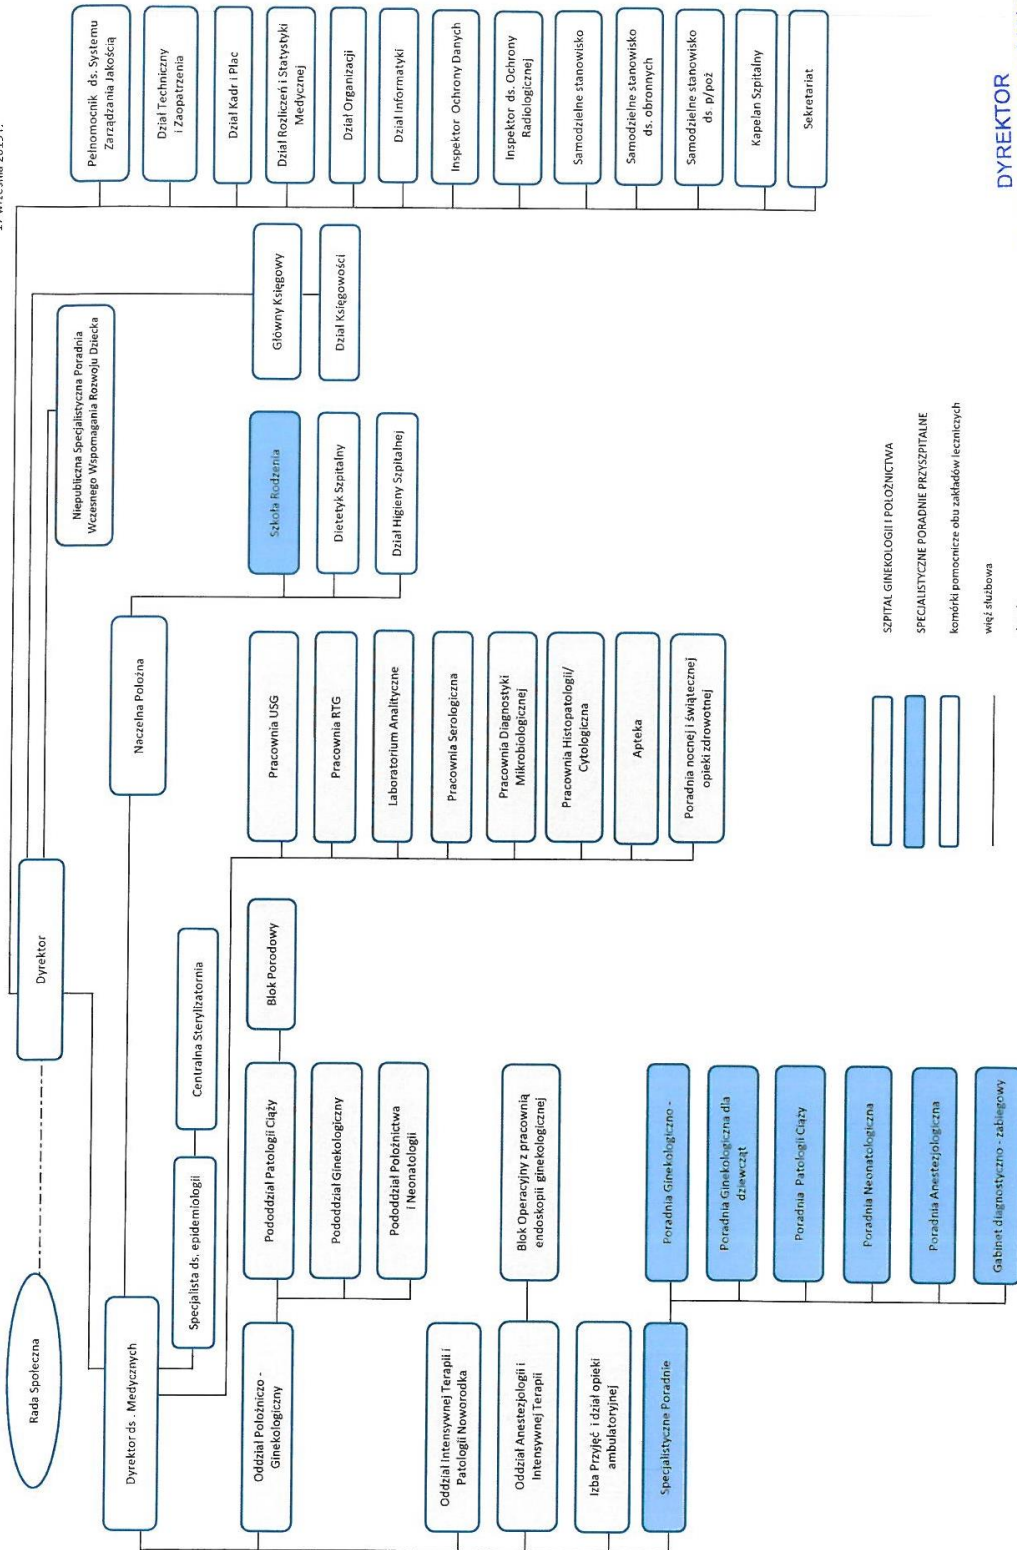 17 września 2019 r.
Rada Społeczna
Dyrektor
Niepubliczna Specjalistyczna Poradnia
Wczesnego Wspomagania Rozwoju Dziecka
Dyrektor ds . Medycznych
Naczelna Położna
Specjalista ds. epidemiologii
Centralna Sterylizatornia
Oddział Położniczo -
Ginekologiczny
Pododdział Patologii Ciąży
Blok Porodowy
Pododdział Ginekologiczny
Pododdział Położnictwa
i Neonatologii
Oddział Intensywnej Terapii i
Patologii Noworodka
Oddział Anestezjologii i
Intensywnej Terapii
Blok Operacyjny z pracownią
endoskopii ginekologicznej
Izba Przyjęć i dział opieki
ambulatoryjnej
Specjalistyczne Poradnie
Poradnia Ginekologiczno -
Poradnia Ginekologiczna dla
dziewcząt
Poradnia Patologii Ciąży
Poradnia Neonatologiczna
Poradnia Anestezjologiczna
Gabinet diagnostyczno - zabiegowy
Pracownia USG
Pracownia RTG
Laboratorium Analityczne
Pracownia Serologiczna
Pracownia Diagnostyki
Mikrobiologicznej
Pracownia Histopatologii/
Cytologiczna
Apteka
Poradnia nocnej i świątecznej
opieki zdrowotnej
Szkoła Rodzenia
Dietetyk Szpitalny
Dział Higieny Szpitalnej
Główny Księgowy
Dział Księgowości
Pełnomocnik ds. Systemu
Zarządzania Jakością
Dział Techniczny
i Zaopatrzenia
Dział Kadr i Płac
Dział Rozliczeń i Statystyki
Medycznej
Dział Organizacji
Dział Informatyki
Inspektor Ochrony Danych
Inspektor ds. Ochrony
Radiologicznej
Samodzielne stanowisko
Samodzielne stanowisko
ds. obronnych
Samodzielne stanowisko
ds. p/poż
Kapelan Szpitalny
Sekretariat
SZPITAL GINEKOLOGII I POŁOŻNICTWA
SPECJALISTYCZNE PORADNIE PRZYSZPITALNE
komórki pomocnicze obu zakładów leczniczych
więź służbowa
DYREKTOR